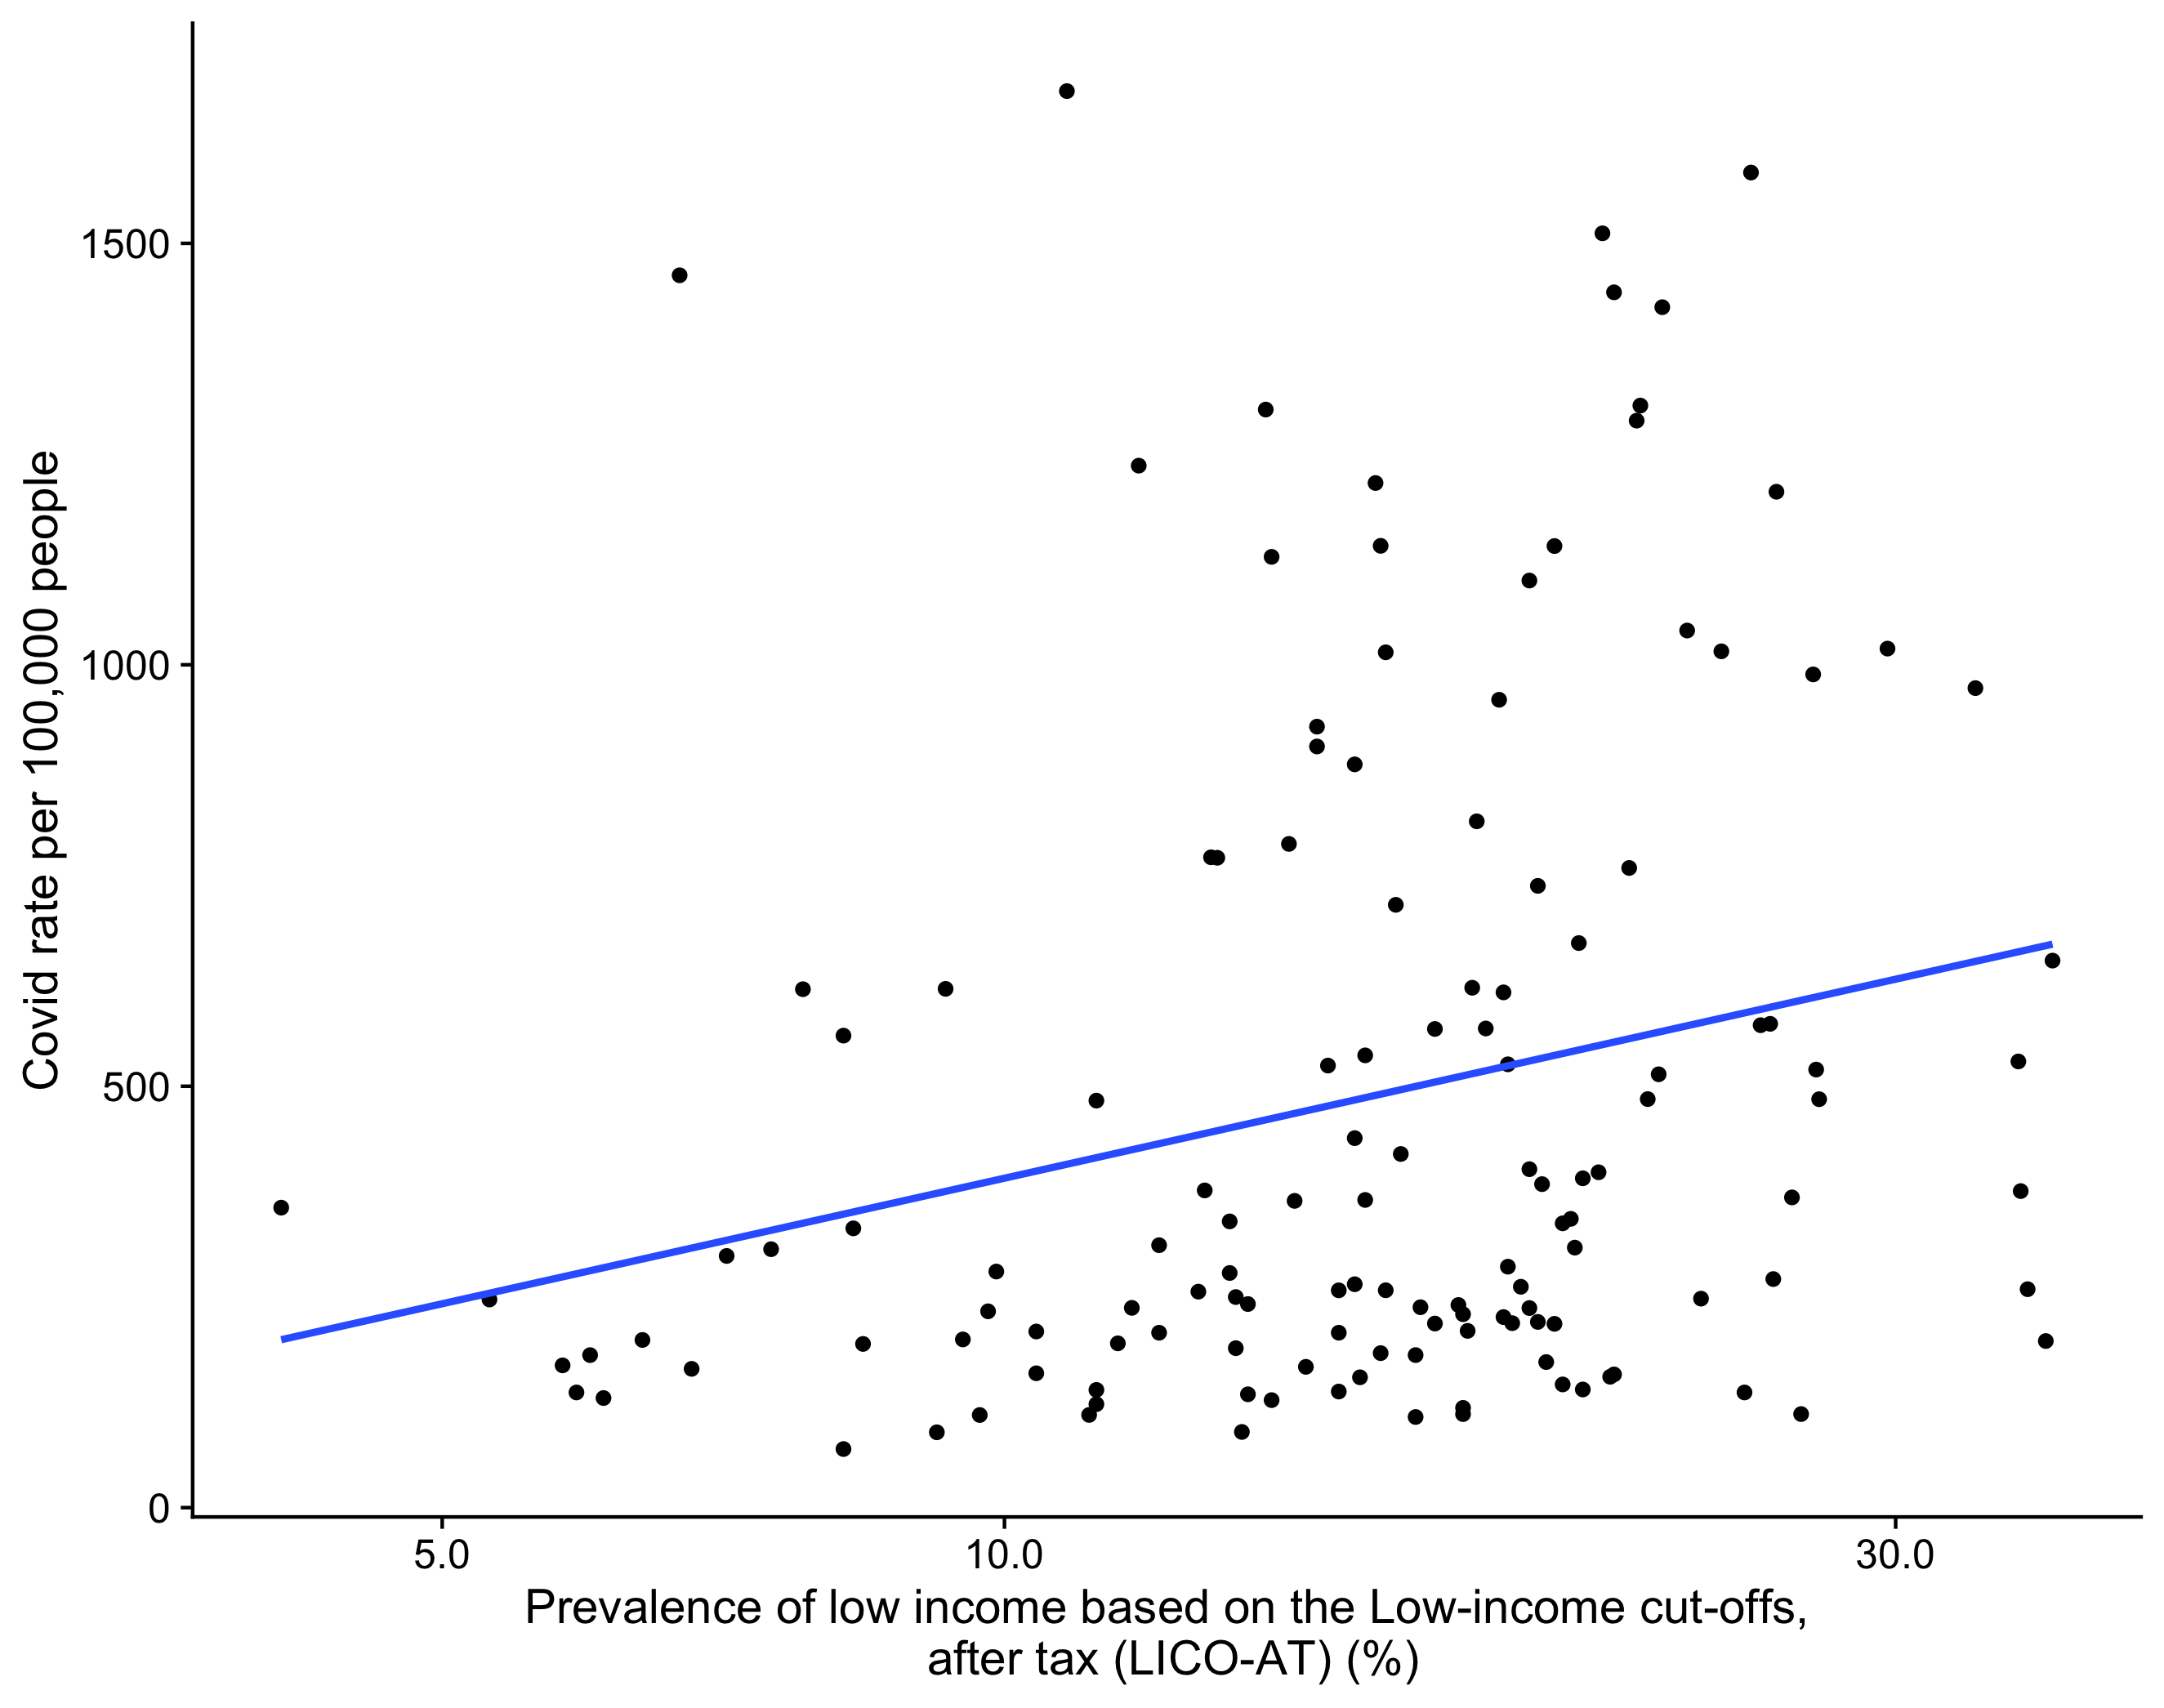 Covid rate per 100,000 people
1500
1000
500
0
5.0
10.0
30.0
Prevalence of low income based on the Low-income cut-offs,
after tax (LICO-AT) (%)